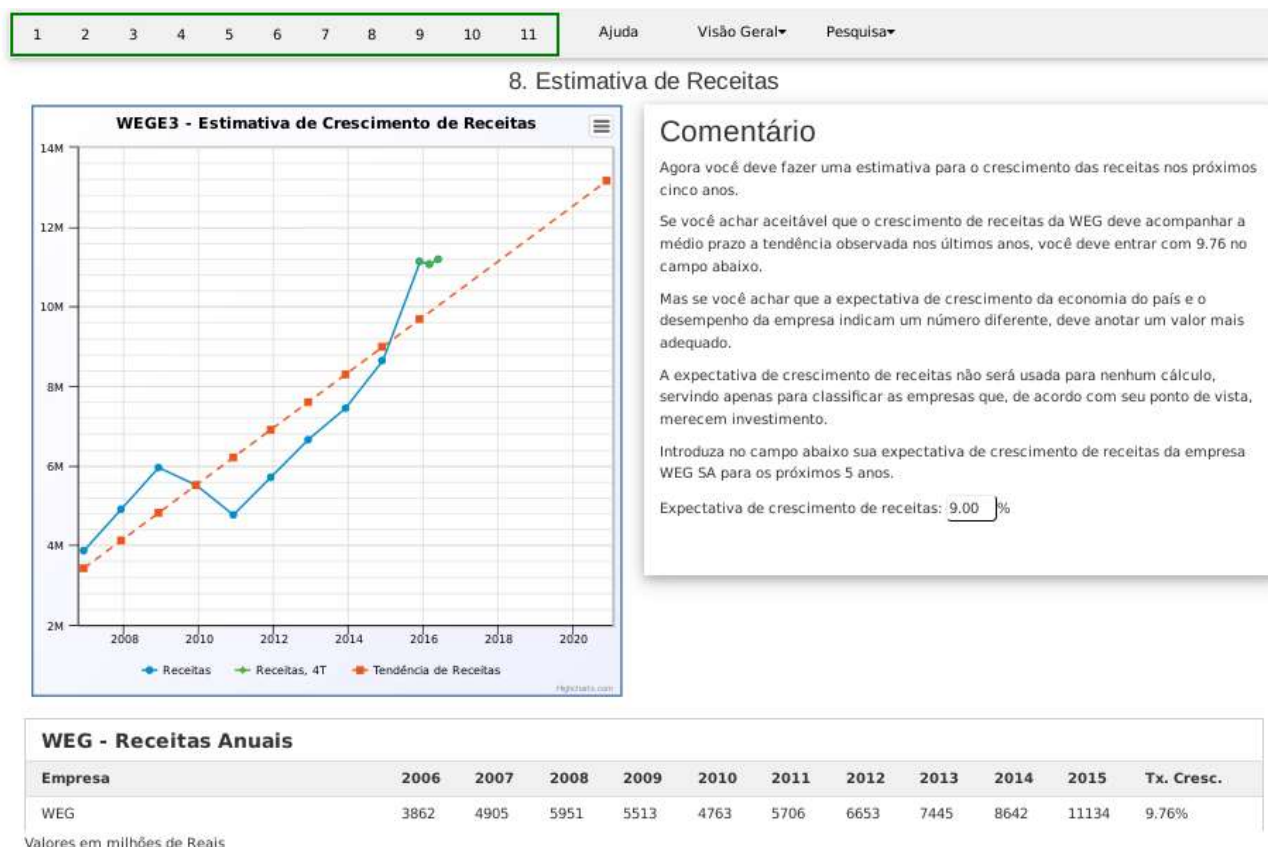 1 2 3 4 5 6 7 8 9 10 11 Ajuda Visão Geral Pesquisa
8. Estimativa de Receitas
WEGE3 - Estimativa de Crescimento de Receitas
14M
12M
10M
8M
6M
4M
2M
2008 2010 2012 2014 2016 2018 2020
Receitas Receitas, 4T Tendência de Receitas
Highcharts.com
Comentário
Agora você deve fazer uma estimativa para o crescimento das receitas nos próximos
cinco anos.
Se você achar aceitável que o crescimento de receitas da WEG deve acompanhar a
médio prazo a tendência observada nos últimos anos, você deve entrar com 9.76 no
campo abaixo.
Mas se você achar que a expectativa de crescimento da economia do país e o
desempenho da empresa indicam um número diferente, deve anotar um valor mais
adequado.
A expectativa de crescimento de receitas não será usada para nenhum cálculo,
servindo apenas para classificar as empresas que, de acordo com seu ponto de vista,
merecem investimento.
Introduza no campo abaixo sua expectativa de crescimento de receitas da empresa
WEG SA para os próximos 5 anos.
Expectativa de crescimento de receitas: 9.00 %
WEG - Receitas Anuais
Empresa 2006 2007 2008 2009 2010 2011 2012 2013 2014 2015 Tx. Cresc.
WEG 3862 4905 5951 5513 4763 5706 6653 7445 8642 11134 9.76%
Valores em milhões de Reais